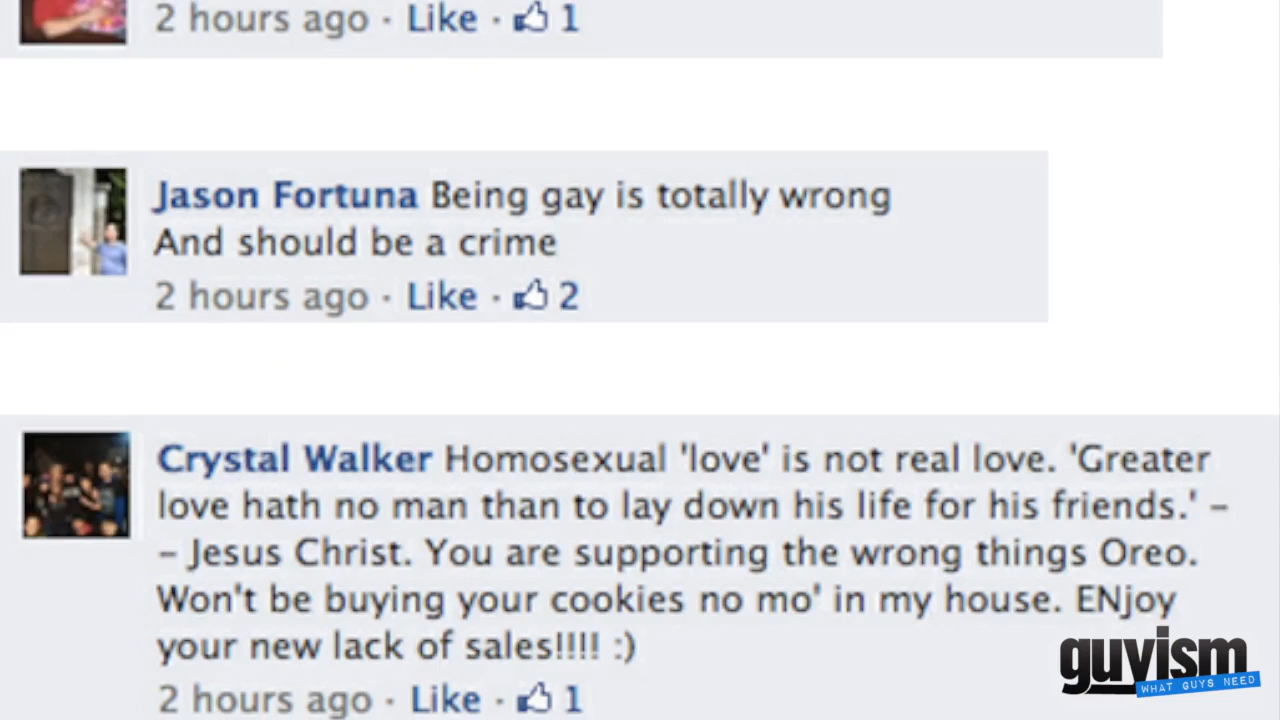 2 hours ago · Like · 1
Jason Fortuna Being gay is totally wrong
And should be a crime
2 hours ago · Like · 2
Crystal Walker Homosexual 'love' is not real love. 'Greater
love hath no man than to lay down his life for his friends.' -
- Jesus Christ. You are supporting the wrong things Oreo.
Won't be buying your cookies no mo' in my house. ENjoy
your new lack of sales!!!! :)
2 hours ago · Like · 1
guyism
WHAT GUYS NEED